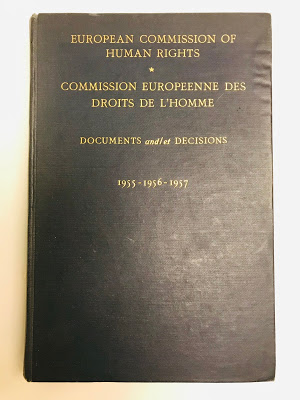 EUROPEAN COMMISSION OF
HUMAN RIGHTS
*
COMMISSION EUROPEENNE DES
DROITS DE L'HOMME
DOCUMENTS and/et DECISIONS
1955-1956-1957